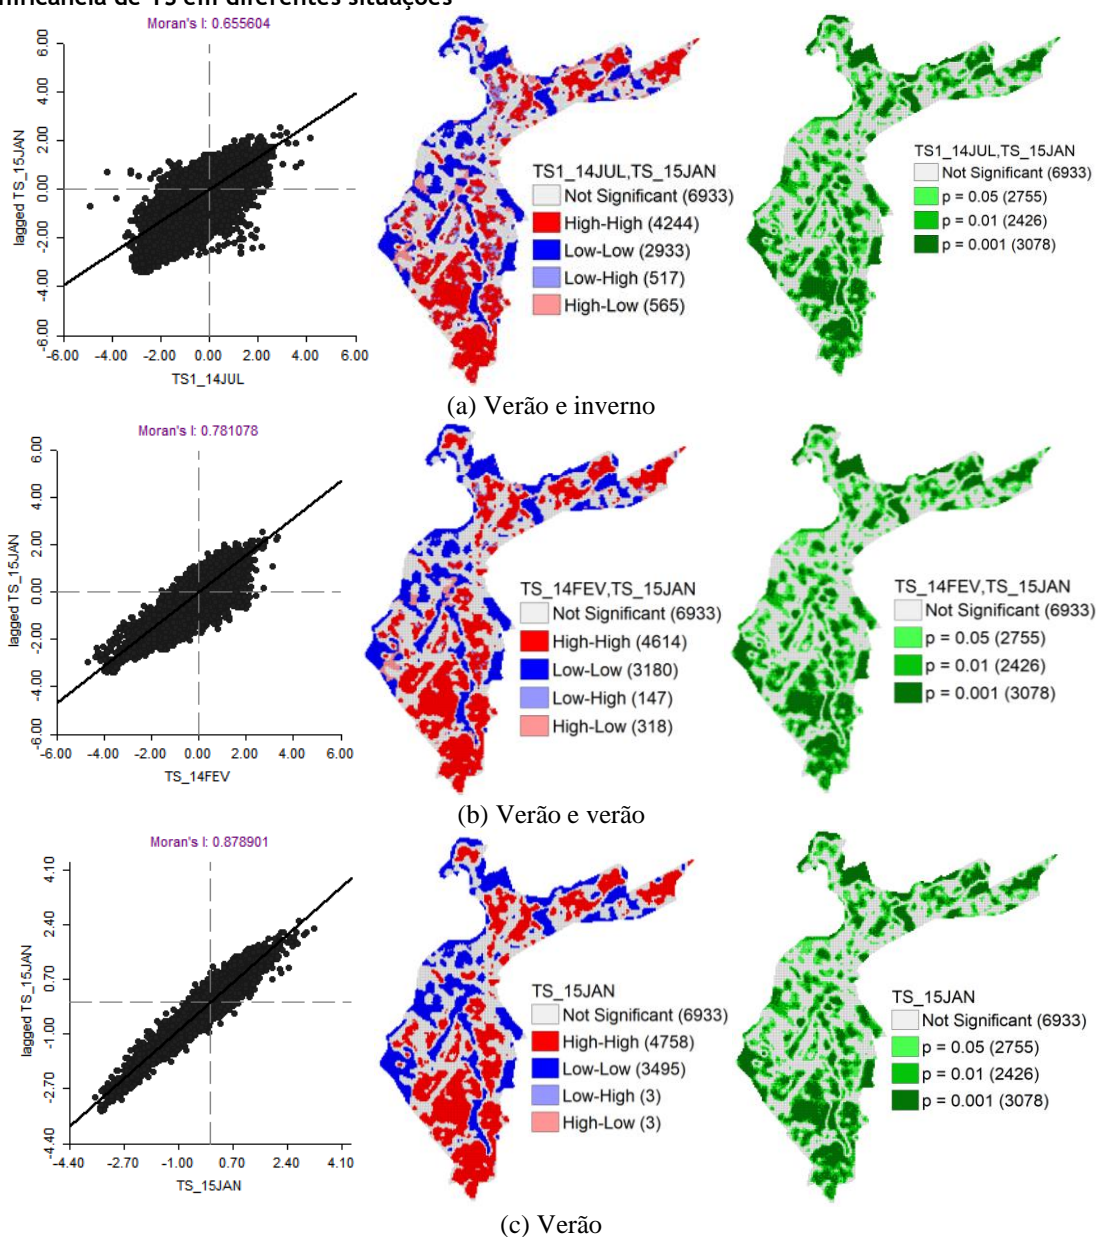 de TS em diferentes situações
Moran's I: 0.655604
6.00
4.00
2.00
0.00
-2.00
-4.00
-6.00
lagged TS_15JAN
-6.00 -4.00 -2.00 0.00 2.00 4.00 6.00
TS1_14JUL
TS1_14JUL,TS_15JAN
Not Significant (6933)
High-High (4244)
Low-Low (2933)
Low-High (517)
High-Low (565)
TS1_14JUL,TS_15JAN
Not Significant (6933)
p = 0.05 (2755)
p = 0.01 (2426)
p = 0.001 (3078)
(a) Verão e inverno
Moran's I: 0.781078
6.00
4.00
2.00
0.00
-2.00
-4.00
-6.00
lagged TS_15JAN
-6.00 -4.00 -2.00 0.00 2.00 4.00 6.00
TS_14FEV
TS_14FEV,TS_15JAN
Not Significant (6933)
High-High (4614)
Low-Low (3180)
Low-High (147)
High-Low (318)
TS_14FEV,TS_15JAN
Not Significant (6933)
p = 0.05 (2755)
p = 0.01 (2426)
p = 0.001 (3078)
(b) Verão e verão
Moran's I: 0.878901
4.10
2.40
0.70
-1.00
-2.70
-4.40
lagged TS_15JAN
-4.40 -2.70 -1.00 0.70 2.40 4.10
TS_15JAN
TS_15JAN
Not Significant (6933)
High-High (4758)
Low-Low (3495)
Low-High (3)
High-Low (3)
TS_15JAN
Not Significant (6933)
p = 0.05 (2755)
p = 0.01 (2426)
p = 0.001 (3078)
(c) Verão